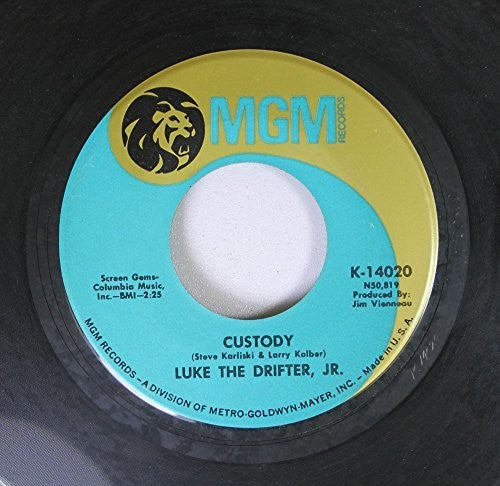 MGM
RECORDS
Screen Gems-
Columbia Music,
Inc.—BMI-2:25
K-14020
N50,819
Produced By:
Jim Vienneau
CUSTODY
(Steve Karliski & Larry Kolber)
LUKE THE DRIFTER, JR.
MGM RECORDS - A DIVISION OF METRO-GOLDWYN-MAYER, INC. - Made in U. S. A.